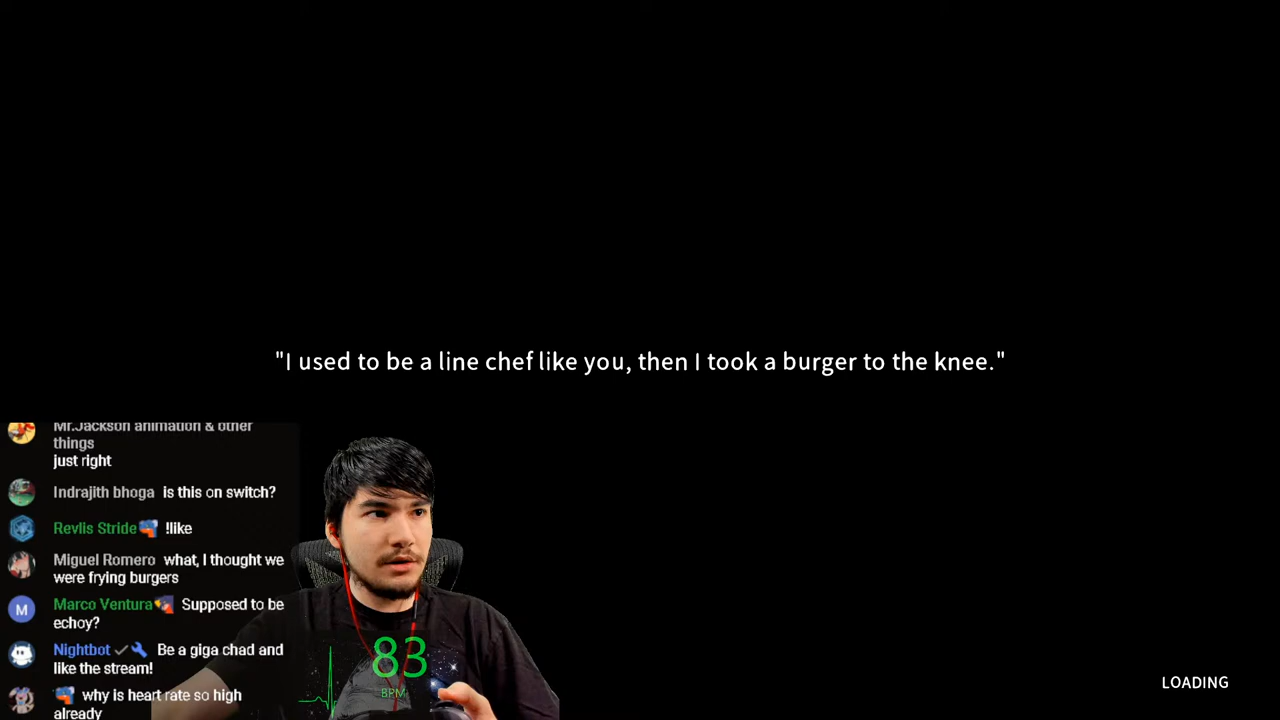 "I used to be a line chef like you, then I took a burger to the knee."
Mr.Jackson animation & other
things
just right
Indrajith bhoga is this on switch?
Revlis Stride !like
Miguel Romero what, I thought we
were frying burgers
M
Marco Ventura Supposed to be
echoy?
Nightbot Be a giga chad and
like the stream!
why is heart rate so high
already
83
BPM
LOADING